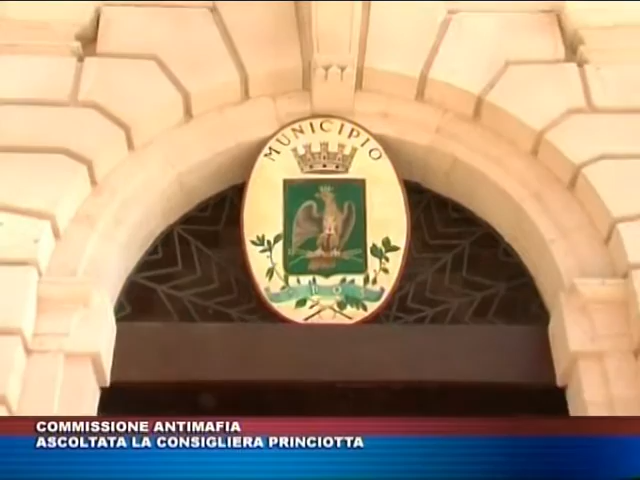 MUNICIPIO
COMMISSIONE ANTIMAFIA
ASCOLTATA LA CONSIGLIERA PRINCIOTTA